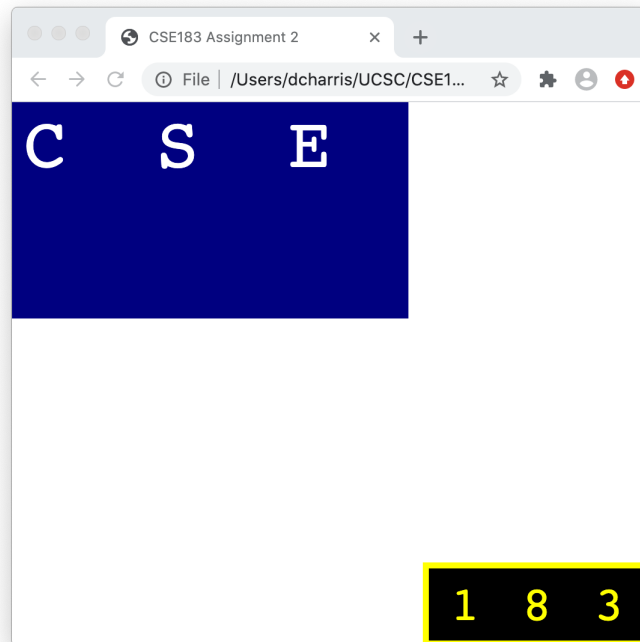 CSE183 Assignment 2
File /Users/dcharris/UCSC/CSE1...
C S E
1 8 3